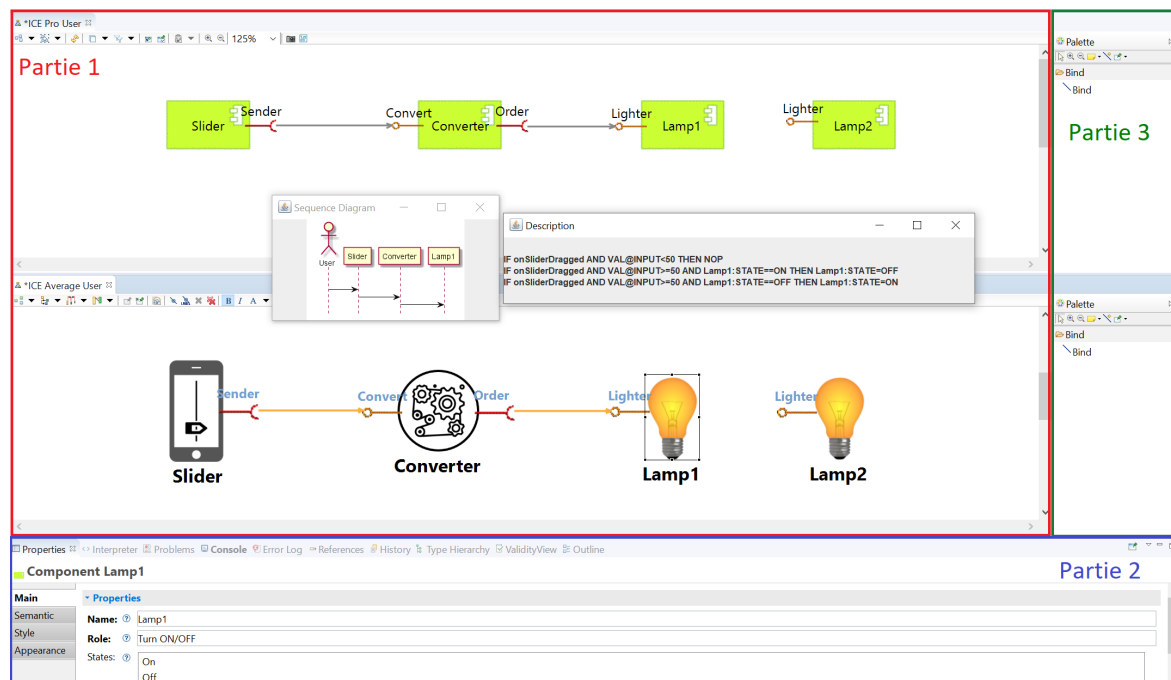 *ICE Pro User
125%
Partie 1
Slider
Sender
Convert
Converter
Order
Lighter
Lamp1
Lighter
Lamp2
Palette
Bind
Bind
Partie 3
Sequence Diagram
User
Slider
Converter
Lamp1
Description
IF onSliderDragged AND VAL@INPUT<50 THEN NOP
IF onSliderDragged AND VAL@INPUT>=50 AND Lamp1:STATE==ON THEN Lamp1:STATE=OFF
IF onSliderDragged AND VAL@INPUT>=50 AND Lamp1:STATE==OFF THEN Lamp1:STATE=ON
*ICE Average User
B I A
Sender
Convert
Order
Lighter
Lighter
Slider
Converter
Lamp1
Lamp2
Palette
Bind
Bind
Properties Interpreter Problems Console Error Log References History Type Hierarchy ValidityView Outline
Component Lamp1
Partie 2
Main
Semantic
Style
Appearance
Properties
Name: Lamp1
Role: Turn ON/OFF
States: On
Off